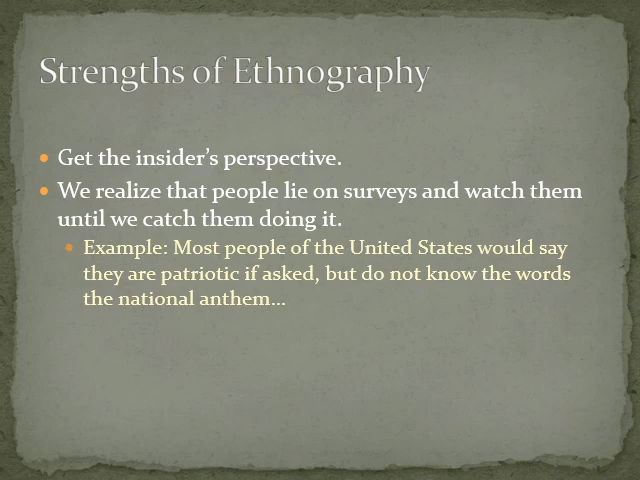 Strengths of Ethnography
• Get the insider’s perspective.
• We realize that people lie on surveys and watch them
until we catch them doing it.
• Example: Most people of the United States would say
they are patriotic if asked, but do not know the words
the national anthem…